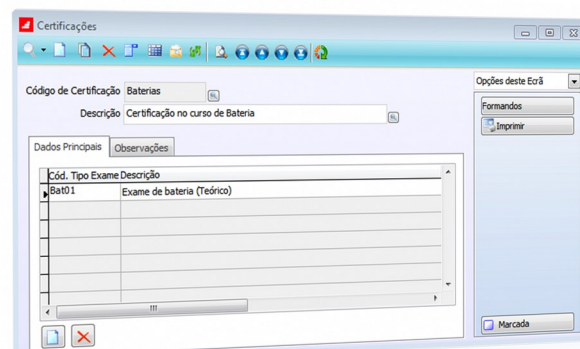 Certificações
Código de Certificação Baterias
Descrição Certificação no curso de Bateria
Dados Principais Observações
Cód. Tipo Exame Descrição
Bat01 Exame de bateria (Teórico)
Opções deste Ecrã
Formandos
Imprimir
Marcada